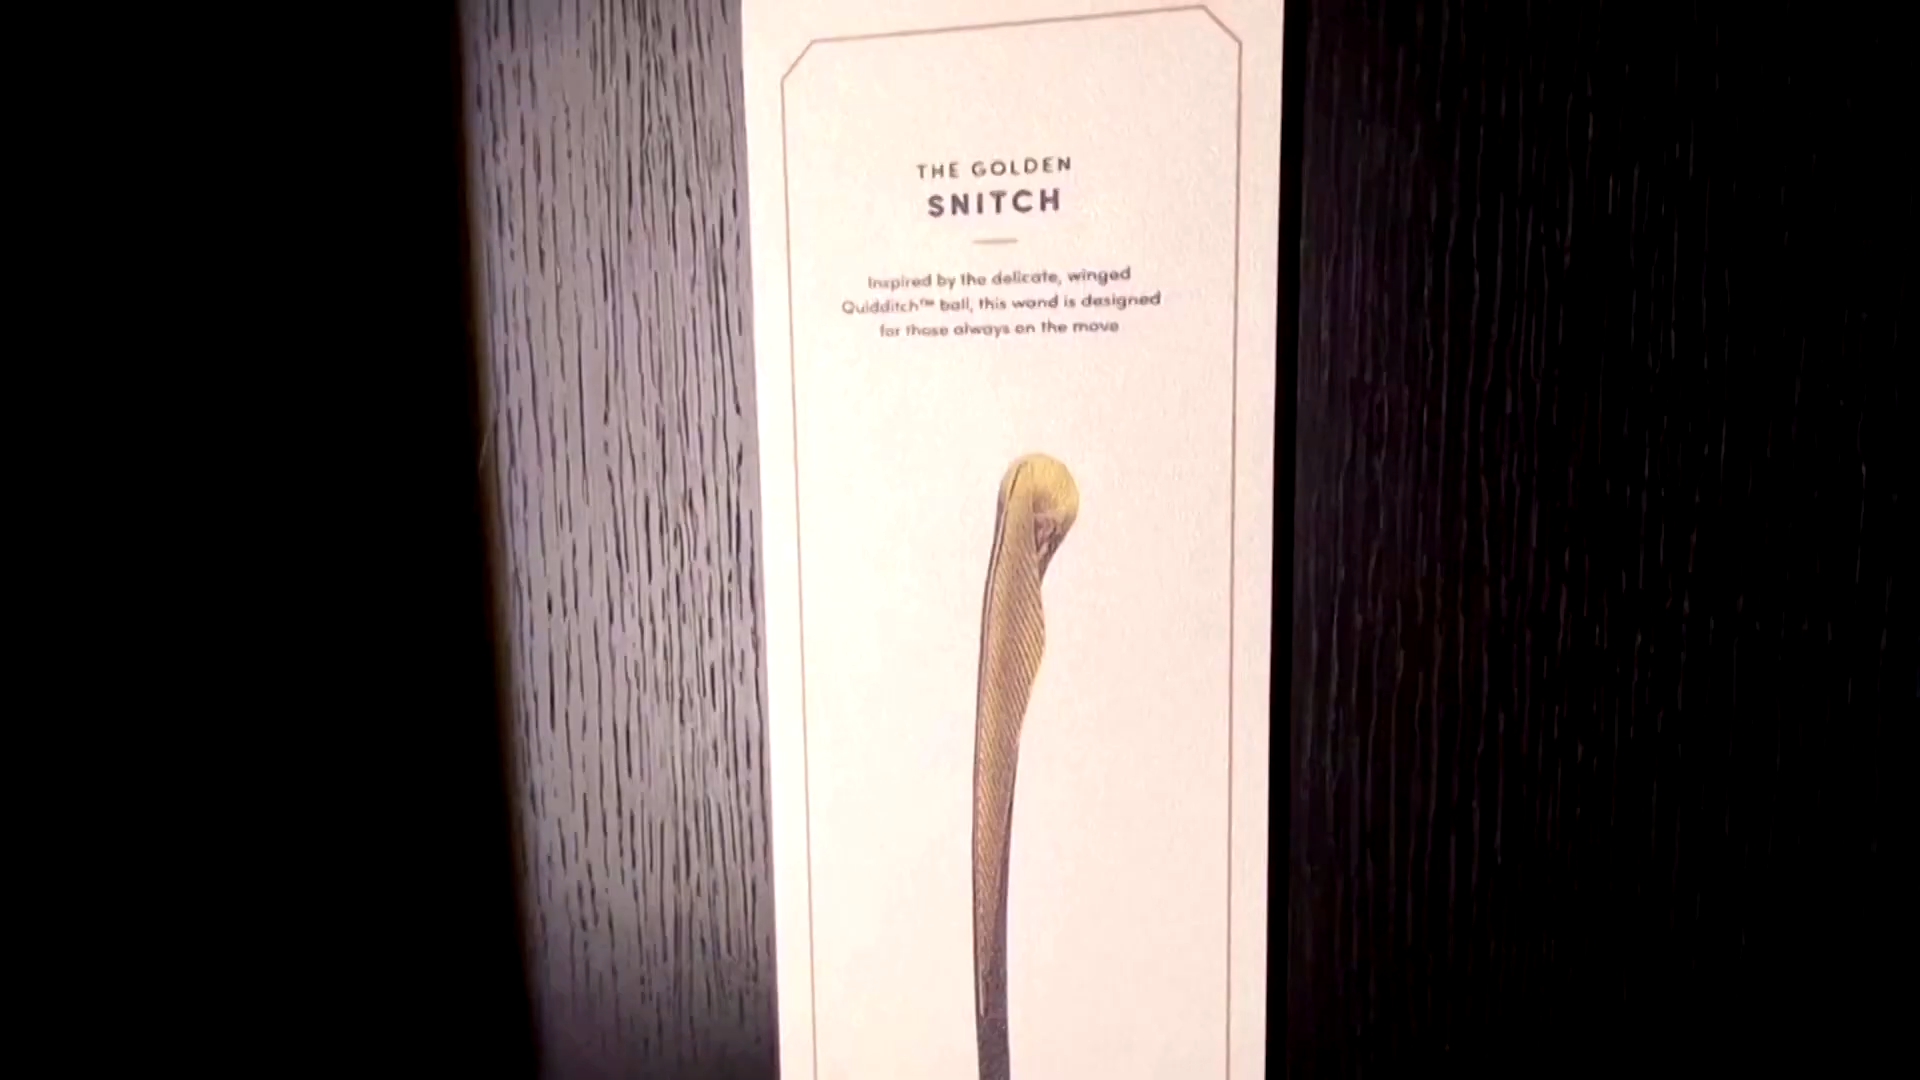 THE GOLDEN
SNITCH
Inspired by the delicate, winged
Quidditch™ ball, this wand is designed
for those always on the move